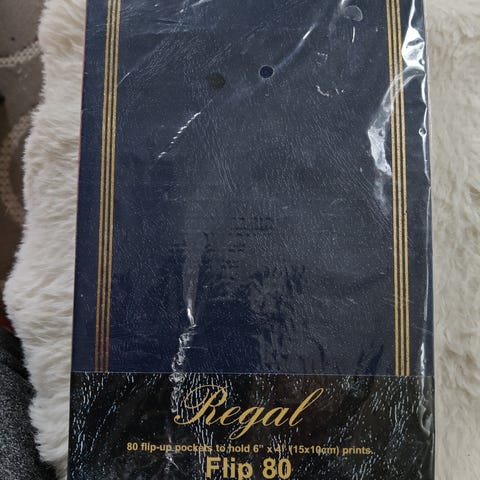 Regal
80 flip-up pockets to hold 6" x 4" (15x10cm) prints.
Flip 80